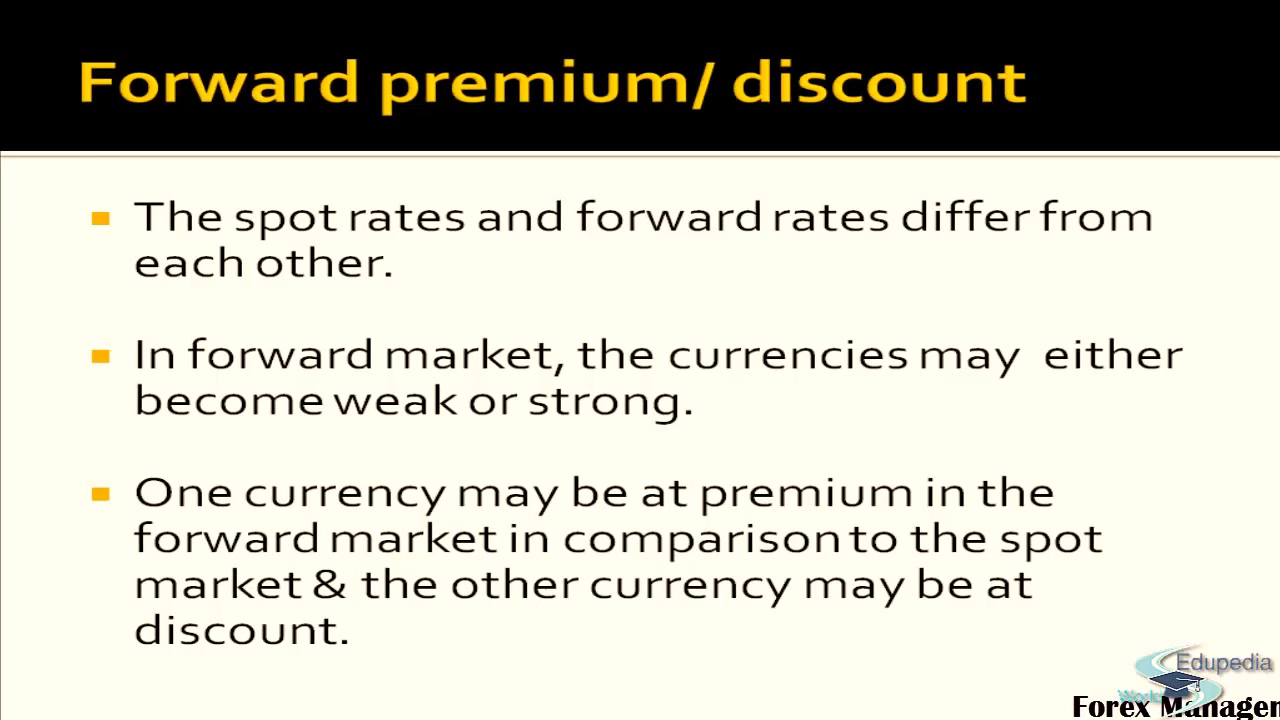 Forward premium/ discount
The spot rates and forward rates differ from
each other.
In forward market, the currencies may either
become weak or strong.
One currency may be at premium in the
forward market in comparison to the spot
market & the other currency may be at
discount.
Edupedia
World
Forex Manager